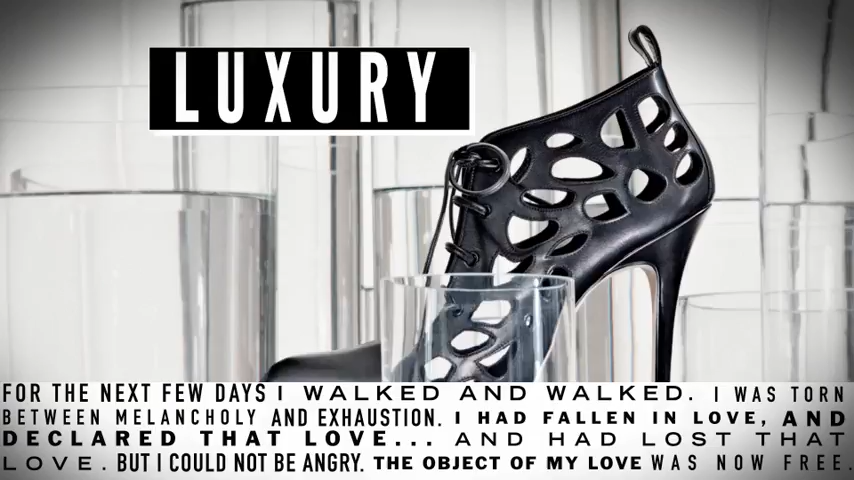 LUXURY
FOR THE NEXT FEW DAYS I WALKED AND WALKED. I WAS TORN
BETWEEN MELANCHOLY AND EXHAUSTION. I HAD FALLEN IN LOVE, AND
DECLARED THAT LOVE... AND HAD LOST THAT
LOVE. BUT I COULD NOT BE ANGRY. THE OBJECT OF MY LOVE WAS NOW FREE.